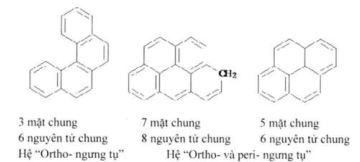 CH2
3 mặt chung 7 mặt chung 5 mặt chung
6 nguyên tử chung 8 nguyên tử chung 6 nguyên tử chung
Hệ "Ortho- ngưng tụ" Hệ "Ortho- và peri- ngưng tụ"